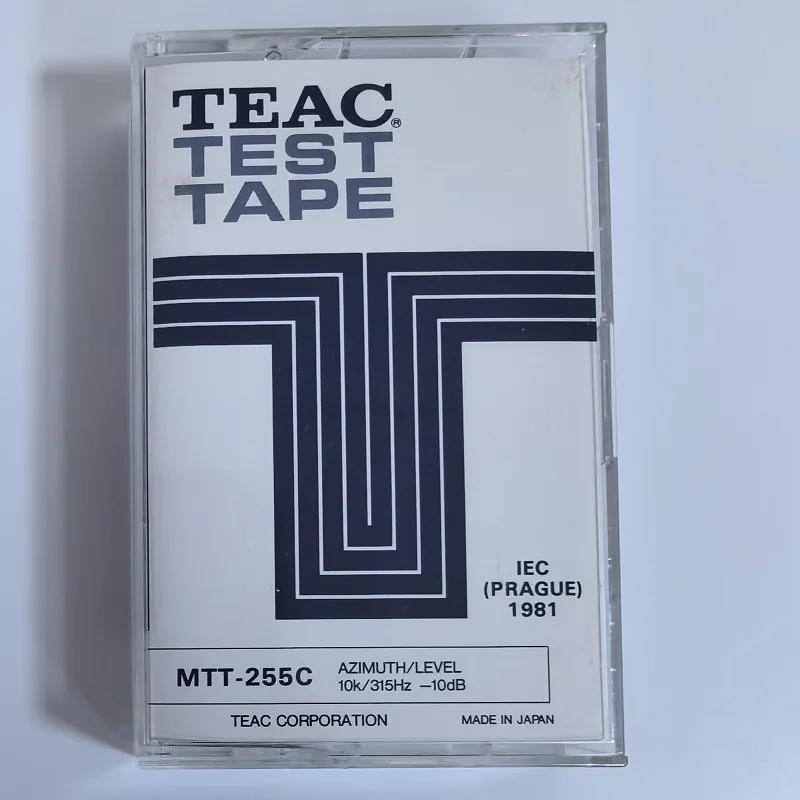 TEAC®
TEST
TAPE
IEC
(PRAGUE)
1981
MTT-255C
AZIMUTH/LEVEL
10k/315Hz –10dB
TEAC CORPORATION
MADE IN JAPAN